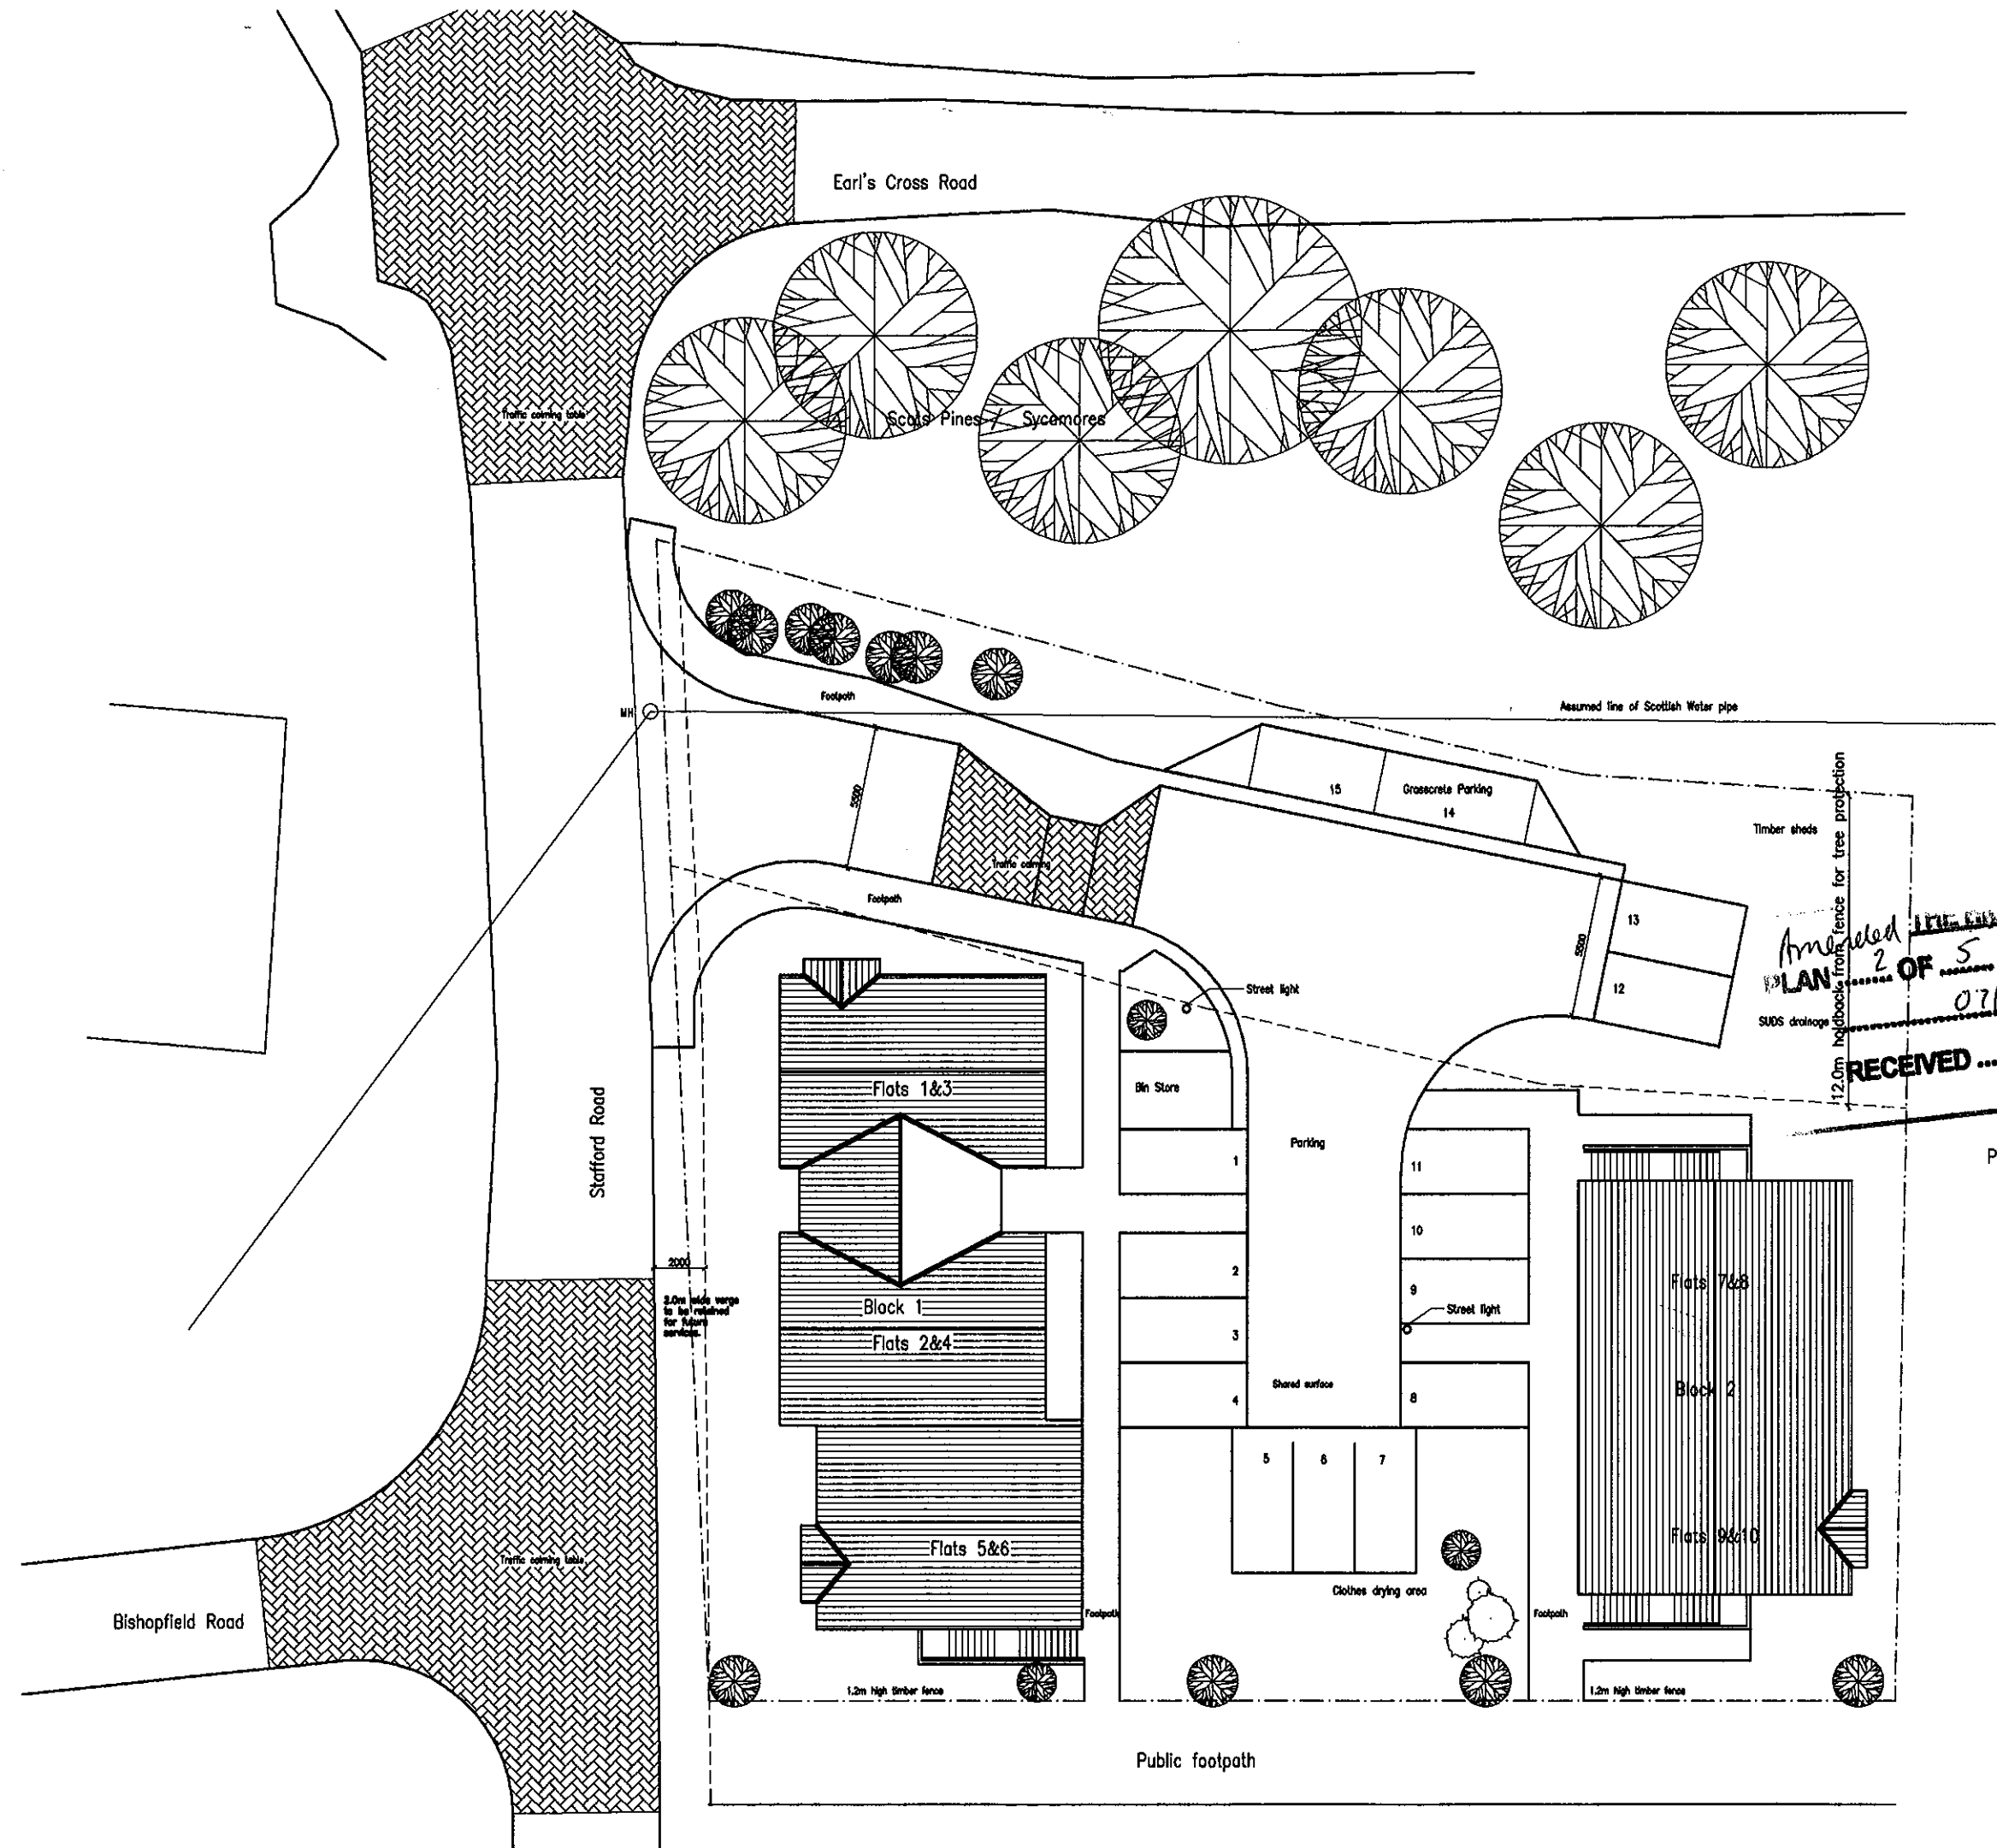 Earl's Cross Road
Traffic calming table
Scots Pines / Sycamores
Footpath
MH
Assumed line of Scottish Water pipe
5500
15
Grasscrete Parking
14
Timber sheds
12.0m holdback from fence for tree protection
Traffic calming
Footpath
13
5500
12
Amended
PLAN 2 OF 5
SUDS drainage
RECEIVED
Street light
Bin Store
Flats 1&3
Stafford Road
Parking
1
11
P
10
2000
2
Flats 7&8
9
2.0m wide verge
to be retained
for future
services.
Block 1
Street light
Flats 2&4
3
Shared surface
Block 2
4
8
5
6
7
Flats 5&6
Flats 9&10
Traffic calming table
Clothes drying area
Bishopfield Road
Footpath
Footpath
1.2m high timber fence
1.2m high timber fence
Public footpath